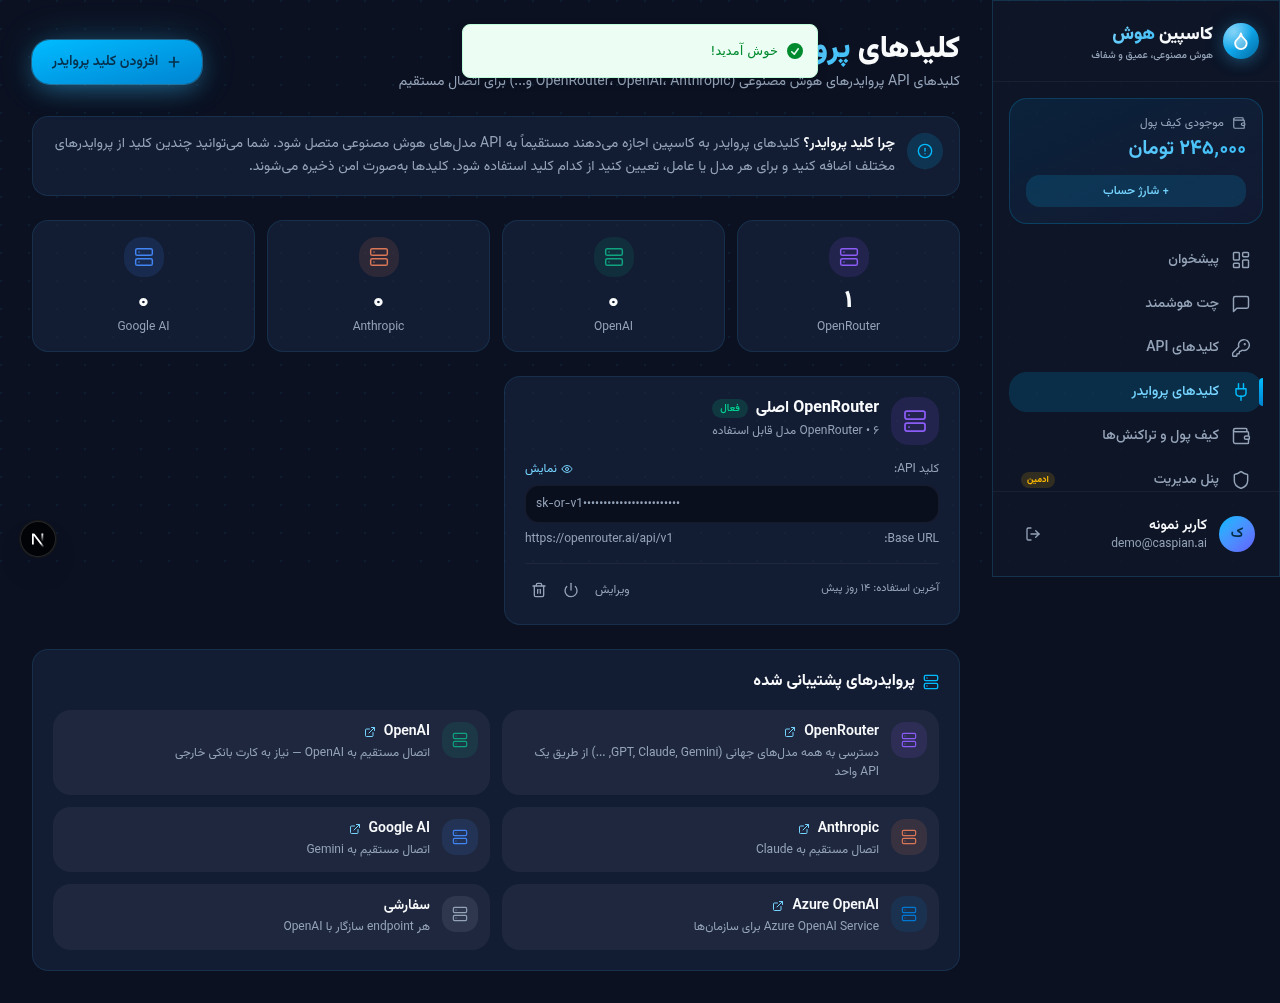 کاسپین هوش
هوش مصنوعی، عمیق و شفاف
موجودی کیف پول
۲۴۵,۰۰۰ تومان
+ شارژ حساب
پیشخوان
چت هوشمند
کلیدهای API
کلیدهای پروایدر
کیف پول و تراکنش‌ها
پنل مدیریت
ادمین
ک
کاربر نمونه
demo@caspian.ai
خوش آمدید!
کلیدهای
کلیدهای API پروایدرهای هوش مصنوعی (OpenRouter، OpenAI، Anthropic و...) برای اتصال مستقیم
افزودن کلید پروایدر
چرا کلید پروایدر؟ کلیدهای پروایدر به کاسپین اجازه می‌دهند مستقیماً به API مدل‌های هوش مصنوعی متصل شود. شما می‌توانید چندین کلید از پروایدرهای
مختلف اضافه کنید و برای هر مدل یا عامل، تعیین کنید از کدام کلید استفاده شود. کلیدها به‌صورت امن ذخیره می‌شوند.
۱
OpenRouter
۰
OpenAI
۰
Anthropic
۰
Google AI
OpenRouter اصلی
فعال
OpenRouter • ۶ مدل قابل استفاده
کلید API:
نمایش
sk-or-v1••••••••••••••••••••••••
Base URL:
https://openrouter.ai/api/v1
آخرین استفاده: ۱۴ روز پیش
ویرایش
پروایدرهای پشتیبانی شده
OpenRouter
دسترسی به همه مدل‌های جهانی (GPT, Claude, Gemini, ...) از طریق یک
API واحد
OpenAI
اتصال مستقیم به OpenAI — نیاز به کارت بانکی خارجی
Anthropic
اتصال مستقیم به Claude
Google AI
اتصال مستقیم به Gemini
Azure OpenAI
Azure OpenAI Service برای سازمان‌ها
سفارشی
هر endpoint سازگار با OpenAI